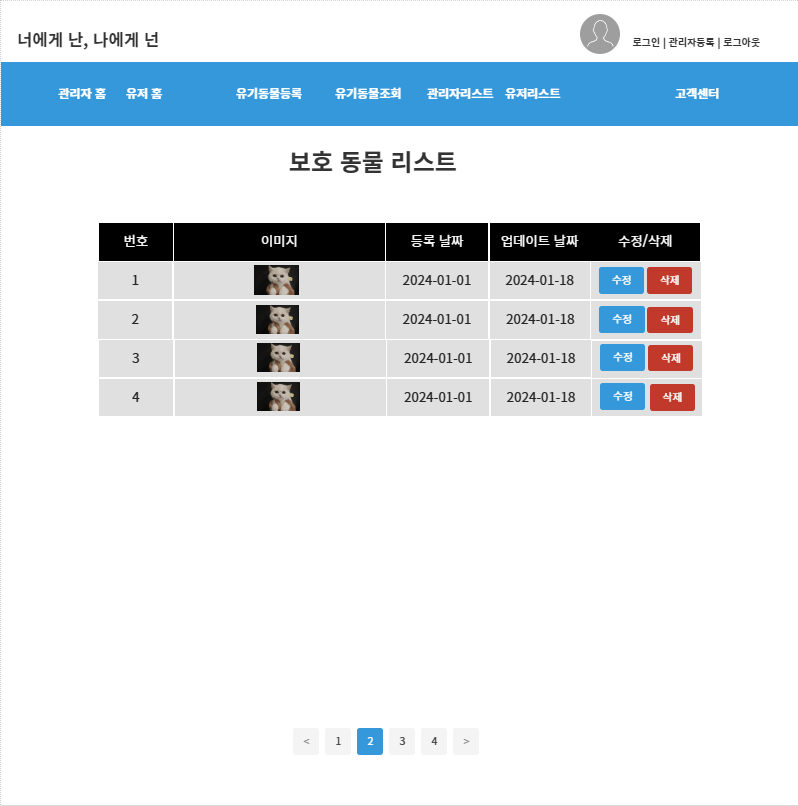 너에게 난, 나에게 넌
로그인 | 관리자등록 | 로그아웃
관리자 홈 유저 홈 유기동물등록 유기동물조회 관리자리스트 유저리스트 고객센터
보호 동물 리스트
번호 이미지 등록 날짜 업데이트 날짜 수정/삭제
1 2024-01-01 2024-01-18 수정 삭제
2 2024-01-01 2024-01-18 수정 삭제
3 2024-01-01 2024-01-18 수정 삭제
4 2024-01-01 2024-01-18 수정 삭제
< 1 2 3 4 >